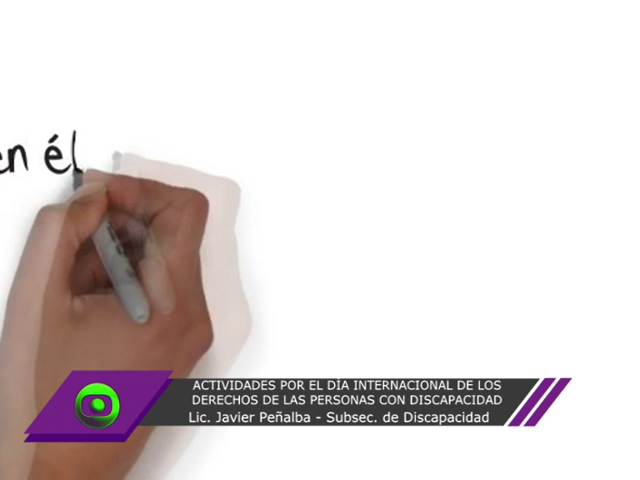 en él
ACTIVIDADES POR EL DÍA INTERNACIONAL DE LOS
DERECHOS DE LAS PERSONAS CON DISCAPACIDAD
Lic. Javier Peñalba - Subsec. de Discapacidad